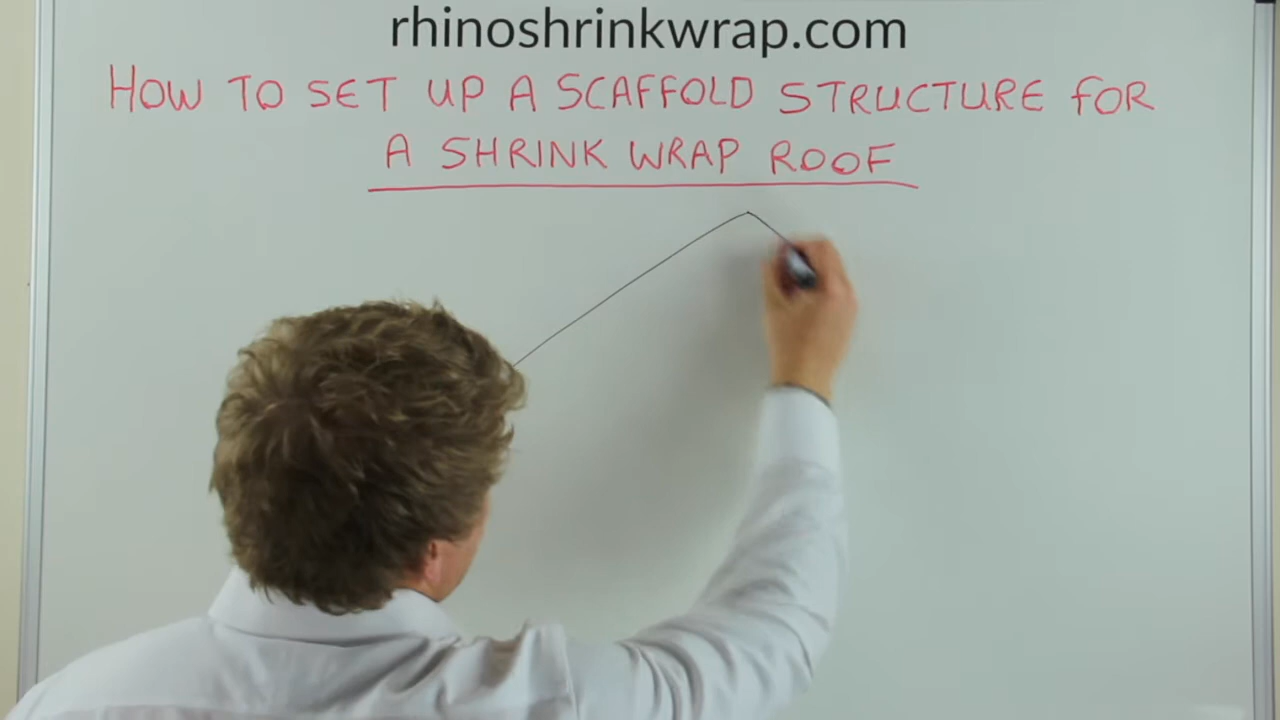 rhinoshrinkwrap.com
HOW TO SET UP A SCAFFOLD STRUCTURE FOR
A SHRINK WRAP ROOF